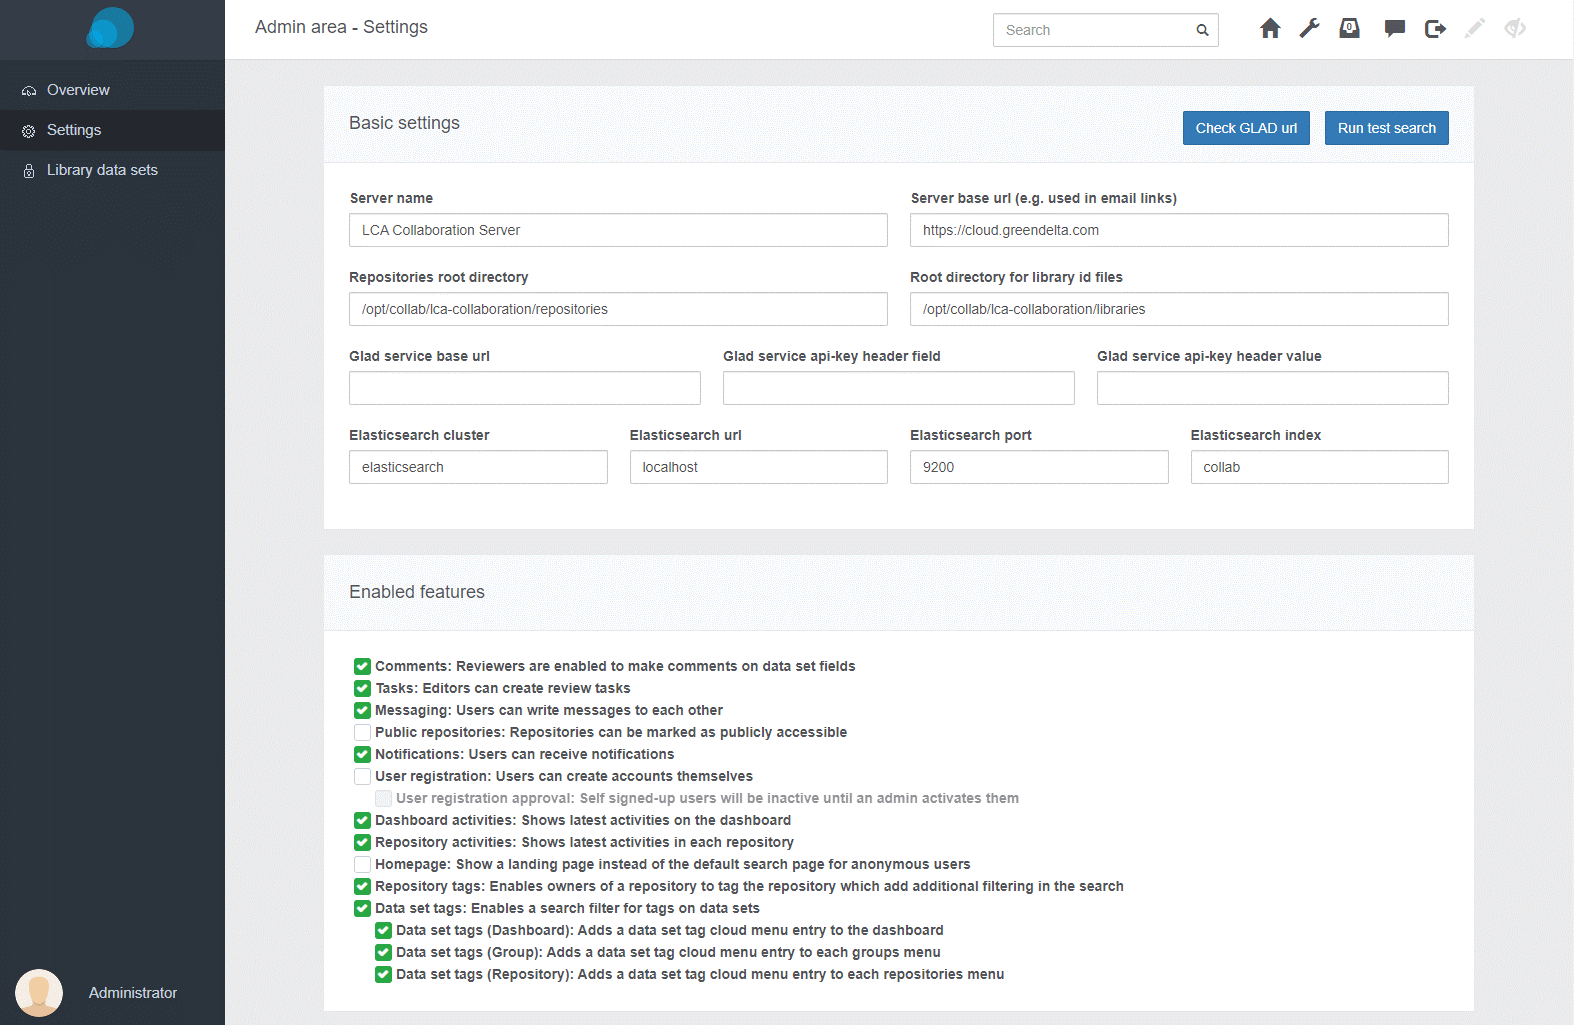 Admin area - Settings
Search
0
Overview
Settings
Library data sets
Basic settings
Check GLAD url
Run test search
Server name
Server base url (e.g. used in email links)
LCA Collaboration Server
https://cloud.greendelta.com
Repositories root directory
Root directory for library id files
/opt/collab/lca-collaboration/repositories
/opt/collab/lca-collaboration/libraries
Glad service base url
Glad service api-key header field
Glad service api-key header value
Elasticsearch cluster
Elasticsearch url
Elasticsearch port
Elasticsearch index
elasticsearch
localhost
9200
collab
Enabled features
Comments: Reviewers are enabled to make comments on data set fields
Tasks: Editors can create review tasks
Messaging: Users can write messages to each other
Public repositories: Repositories can be marked as publicly accessible
Notifications: Users can receive notifications
User registration: Users can create accounts themselves
User registration approval: Self signed-up users will be inactive until an admin activates them
Dashboard activities: Shows latest activities on the dashboard
Repository activities: Shows latest activities in each repository
Homepage: Show a landing page instead of the default search page for anonymous users
Repository tags: Enables owners of a repository to tag the repository which add additional filtering in the search
Data set tags: Enables a search filter for tags on data sets
Data set tags (Dashboard): Adds a data set tag cloud menu entry to the dashboard
Data set tags (Group): Adds a data set tag cloud menu entry to each groups menu
Data set tags (Repository): Adds a data set tag cloud menu entry to each repositories menu
Administrator